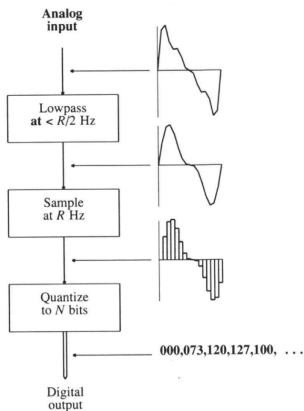 Analog
input
Lowpass
at < R/2 Hz
Sample
at R Hz
Quantize
to N bits
000,073,120,127,100, . . .
Digital
output